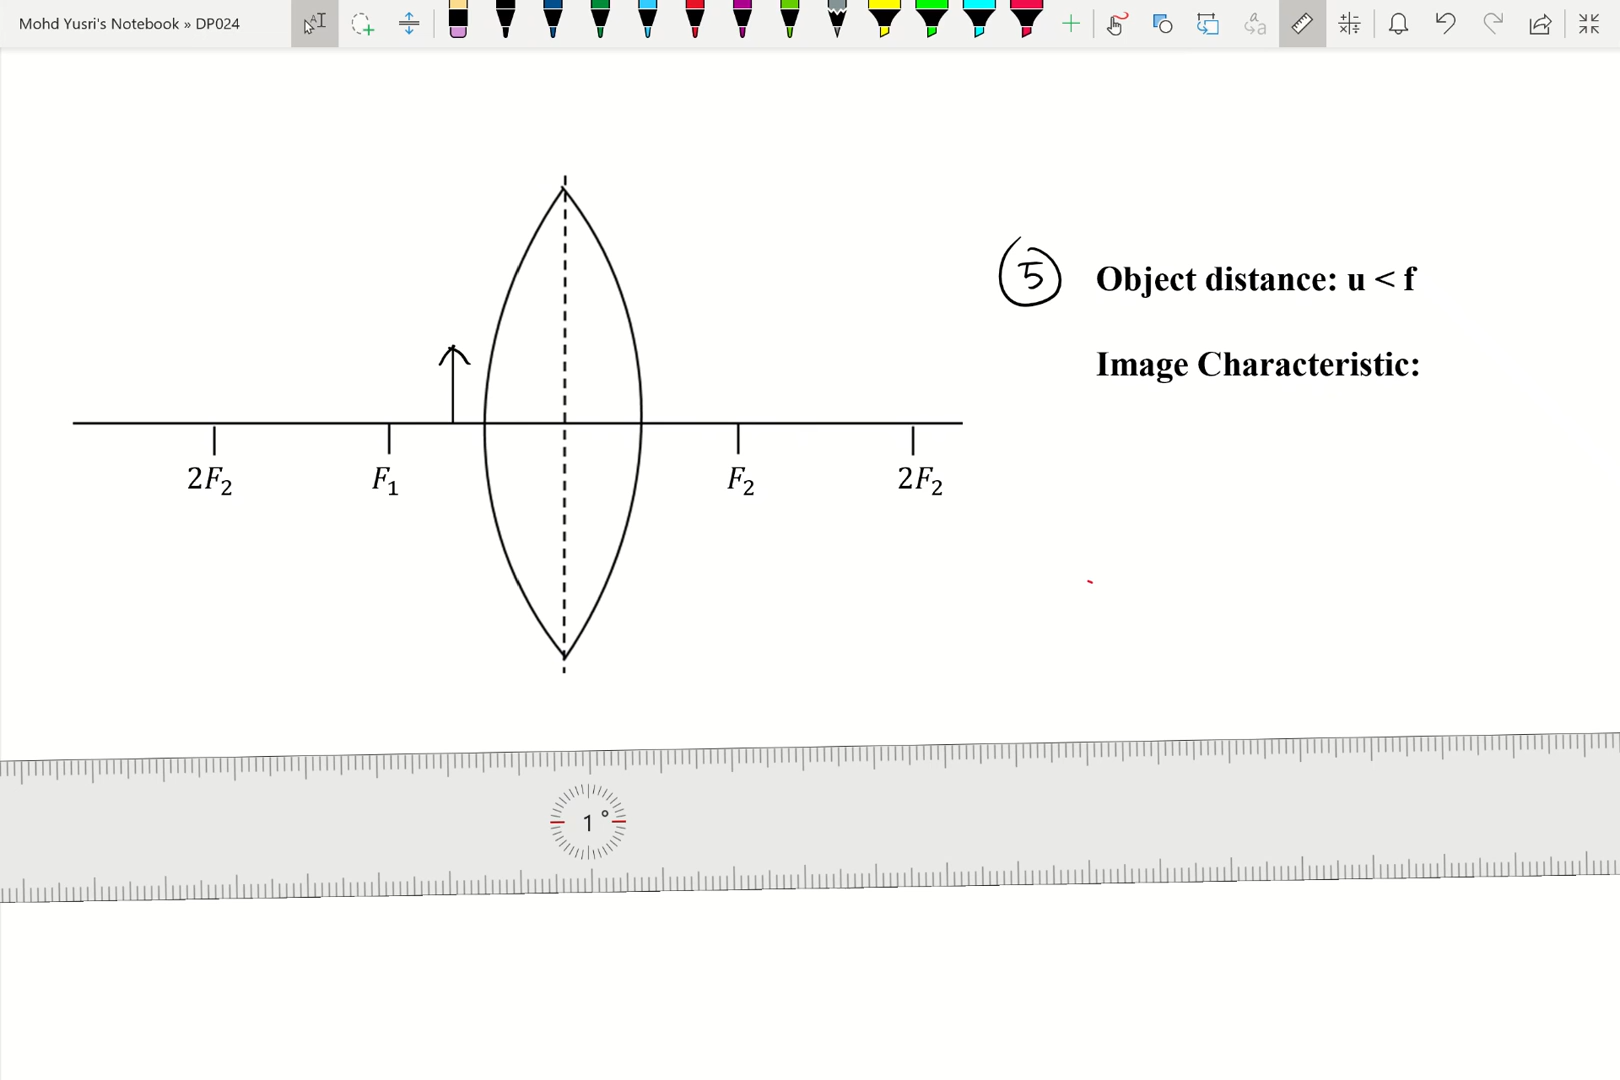 Mohd Yusri's Notebook » DP024
5 Object distance: u < f
Image Characteristic:
2F₂ F₁ F₂ 2F₂
1°